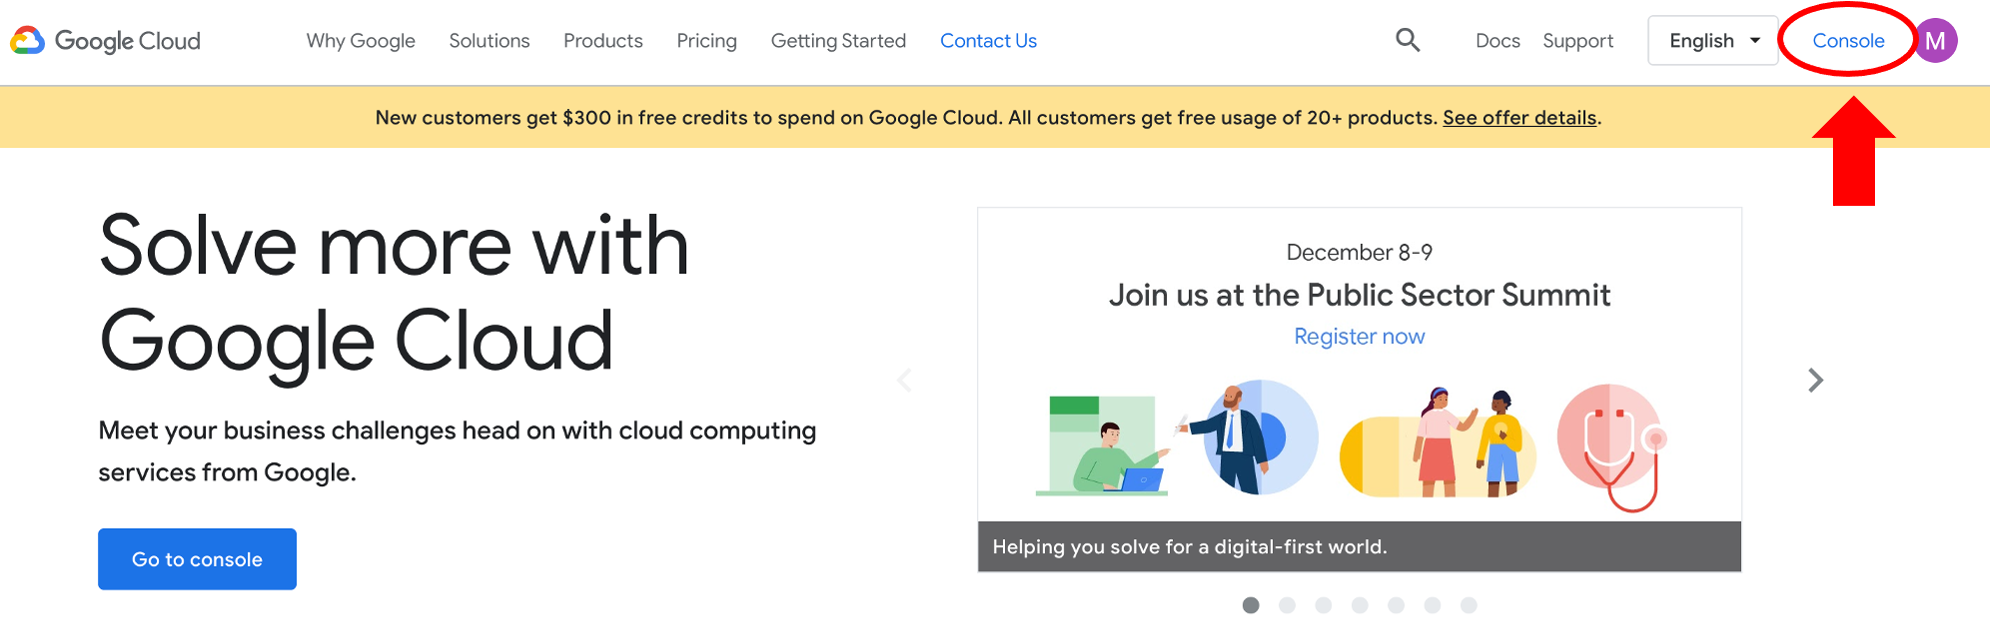 Google Cloud Why Google Solutions Products Pricing Getting Started Contact Us Docs Support English Console M
New customers get $300 in free credits to spend on Google Cloud. All customers get free usage of 20+ products. See offer details.
Solve more with
Google Cloud
Meet your business challenges head on with cloud computing
services from Google.
Go to console
December 8-9
Join us at the Public Sector Summit
Register now
Helping you solve for a digital-first world.